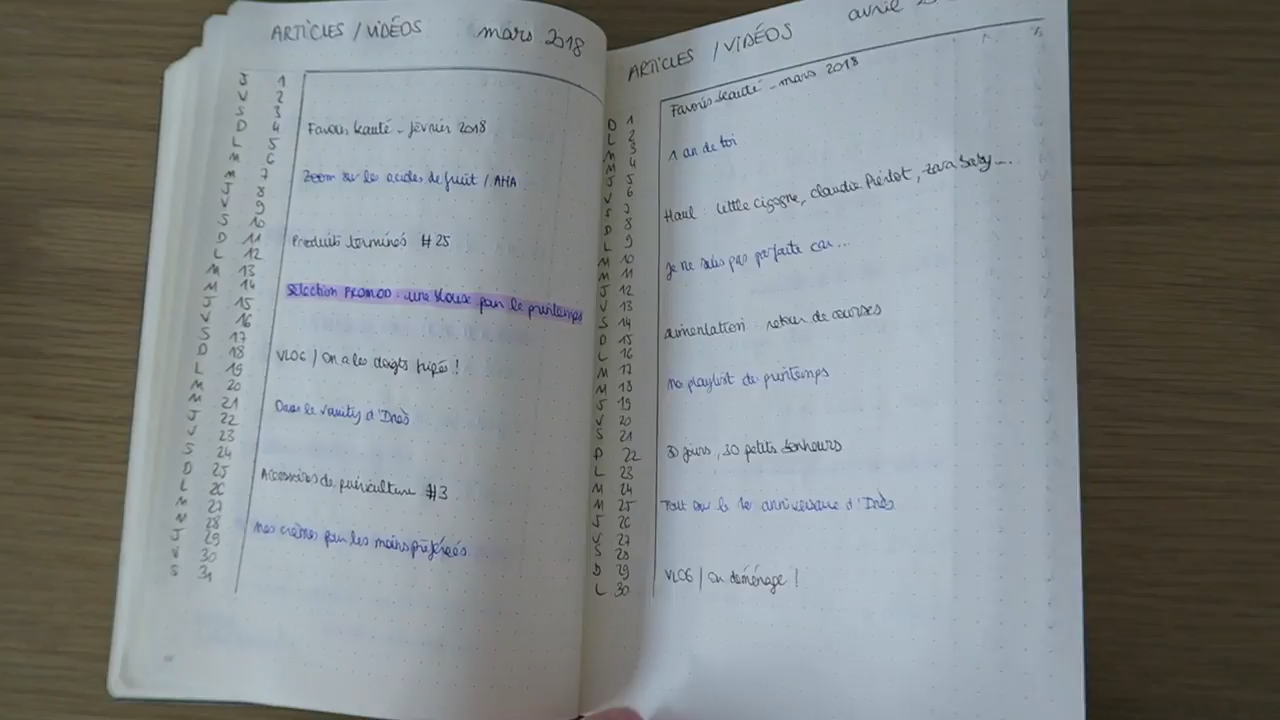 ARTICLES / VIDÉOS mars 2018
J 1
V 2
S 3
D 4 Favoris beauté - février 2018
L 5
M 6
M 7 Zoom sur les acides de fruit / AHA
J 8
V 9
S 10
D 11 Produits terminés #25
L 12
M 13
M 14 Sélection PROMOD : une blouse pour le printemps
J 15
V 16
S 17
D 18 VLOG / On a les doigts fripés !
L 19
M 20
M 21 Dans le vanity d'Inès
J 22
V 23
S 24
D 25 Accessoires de puériculture #3
L 26
M 27
M 28 Mes crèmes pour les mains préférées
J 29
V 30
S 31
ARTICLES / VIDÉOS avril
D 1 Favoris beauté - mars 2018
L 2
M 3 1 an de toi
M 4
J 5
V 6
S 7 Haul : Little cigogne, Claudie Pierlot, Zara baby...
D 8
L 9
M 10 Je ne suis pas parfaite car...
M 11
J 12
V 13
S 14 alimentation : retour de courses
D 15
L 16
M 17 ma playlist de printemps
M 18
J 19
V 20
S 21
D 22 30 jours, 30 petits bonheurs
L 23
M 24
M 25 Tout sur le 1er anniversaire d'Inès
J 26
V 27
S 28
D 29 VLOG / On déménage !
L 30